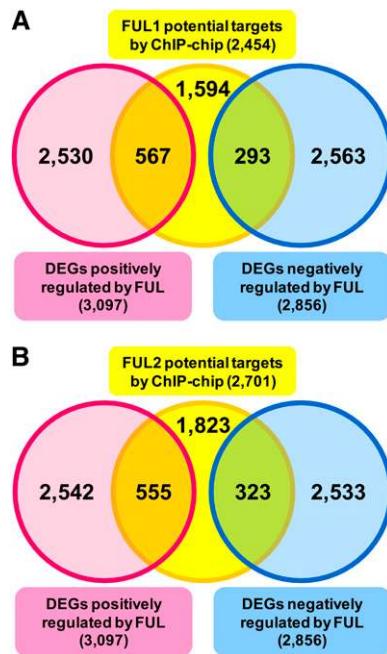 A
FUL1 potential targets
by ChIP-chip (2,454)
1,594
2,530
567
293
2,563
DEGs positively
regulated by FUL
(3,097)
DEGs negatively
regulated by FUL
(2,856)
B
FUL2 potential targets
by ChIP-chip (2,701)
1,823
2,542
555
323
2,533
DEGs positively
regulated by FUL
(3,097)
DEGs negatively
regulated by FUL
(2,856)